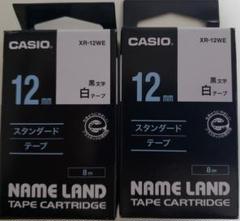 CASIO XR-12WE
12mm
黒文字
白テープ
スタンダード
テープ
8m
NAME LAND
TAPE CARTRIDGE
CASIO XR-12WE
12mm
黒文字
白テープ
スタンダード
テープ
8m
NAME LAND
TAPE CARTRIDGE